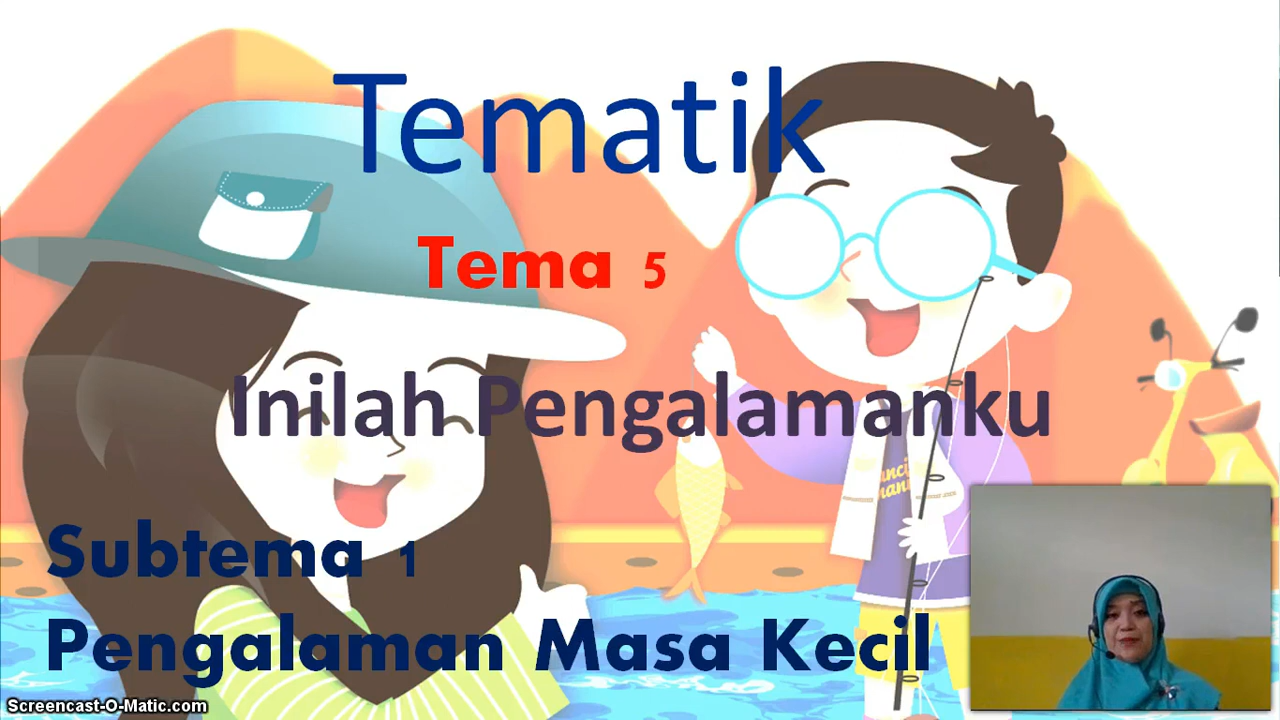 Tematik
Tema 5
Inilah Pengalamanku
Subtema 1
Pengalaman Masa Kecil
Screencast-O-Matic.com